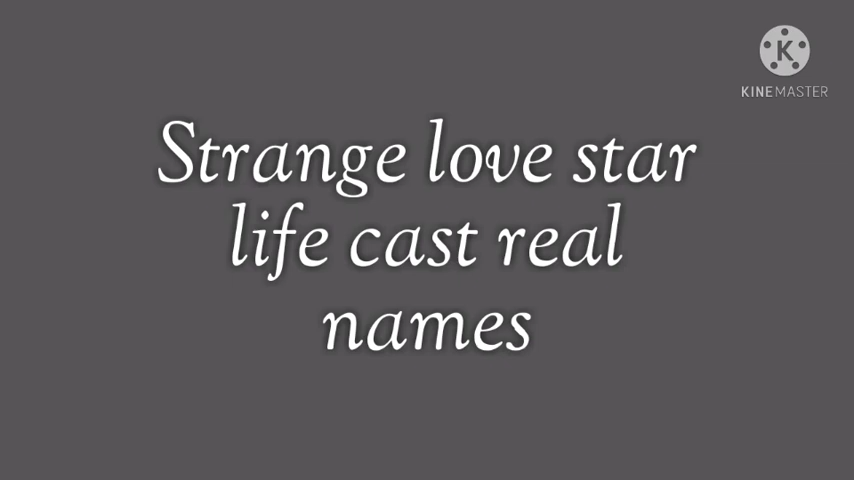 K
KINEMASTER
Strange love star
life cast real
names